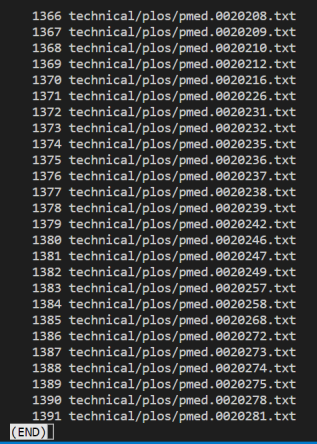 1366 technical/plos/pmed.0020208.txt
1367 technical/plos/pmed.0020209.txt
1368 technical/plos/pmed.0020210.txt
1369 technical/plos/pmed.0020212.txt
1370 technical/plos/pmed.0020216.txt
1371 technical/plos/pmed.0020226.txt
1372 technical/plos/pmed.0020231.txt
1373 technical/plos/pmed.0020232.txt
1374 technical/plos/pmed.0020235.txt
1375 technical/plos/pmed.0020236.txt
1376 technical/plos/pmed.0020237.txt
1377 technical/plos/pmed.0020238.txt
1378 technical/plos/pmed.0020239.txt
1379 technical/plos/pmed.0020242.txt
1380 technical/plos/pmed.0020246.txt
1381 technical/plos/pmed.0020247.txt
1382 technical/plos/pmed.0020249.txt
1383 technical/plos/pmed.0020257.txt
1384 technical/plos/pmed.0020258.txt
1385 technical/plos/pmed.0020268.txt
1386 technical/plos/pmed.0020272.txt
1387 technical/plos/pmed.0020273.txt
1388 technical/plos/pmed.0020274.txt
1389 technical/plos/pmed.0020275.txt
1390 technical/plos/pmed.0020278.txt
1391 technical/plos/pmed.0020281.txt
(END)